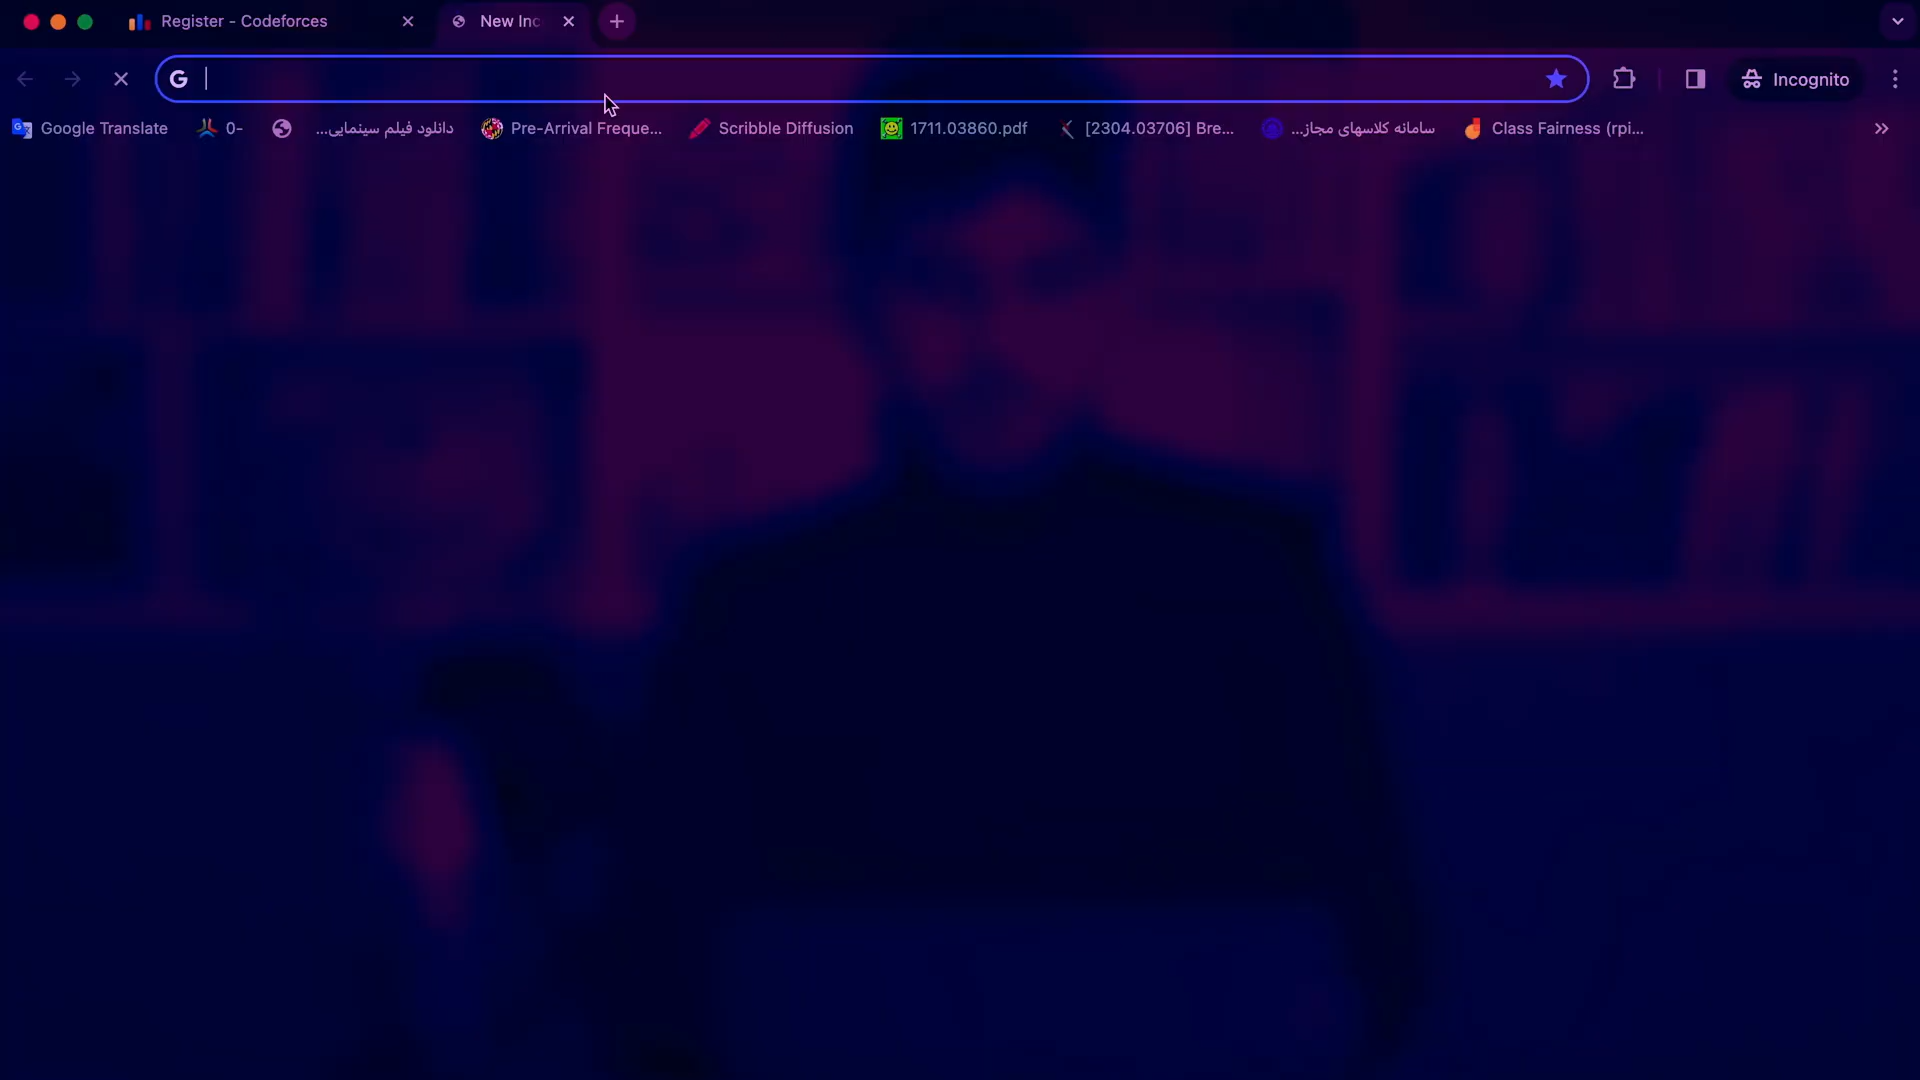 Register - Codeforces
New Inc
Incognito
Google Translate 0- دانلود فیلم سینمایی... Pre-Arrival Freque... Scribble Diffusion 1711.03860.pdf [2304.03706] Bre... سامانه کلاسهای مجاز... Class Fairness (rpi...